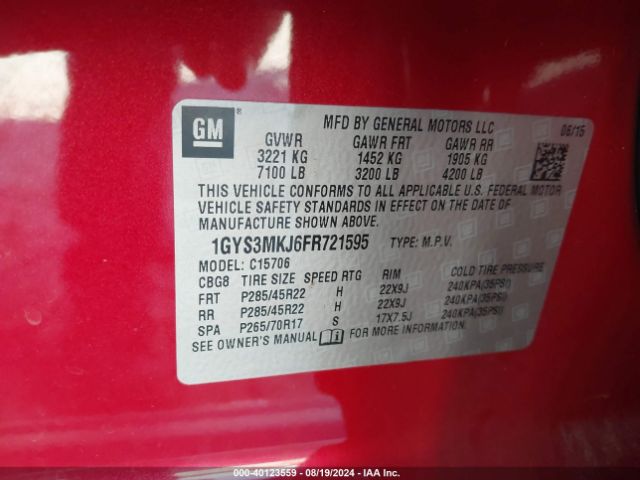 GM®
MFD BY GENERAL MOTORS LLC 06/15
GVWR GAWR FRT GAWR RR
3221 KG 1452 KG 1905 KG
7100 LB 3200 LB 4200 LB
THIS VEHICLE CONFORMS TO ALL APPLICABLE U.S. FEDERAL MOTOR
VEHICLE SAFETY STANDARDS IN EFFECT ON THE DATE OF
MANUFACTURE SHOWN ABOVE.
1GYS3MKJ6FR721595 TYPE: M.P.V.
MODEL: C15706
CBG8 TIRE SIZE SPEED RTG RIM COLD TIRE PRESSURE
FRT P285/45R22 H 22X9J 240KPA(35PSI)
RR P285/45R22 H 22X9J 240KPA(35PSI)
SPA P265/70R17 S 17X7.5J 240KPA(35PSI)
SEE OWNER'S MANUAL FOR MORE INFORMATION.
000-40123559 - 08/19/2024 - IAA Inc.